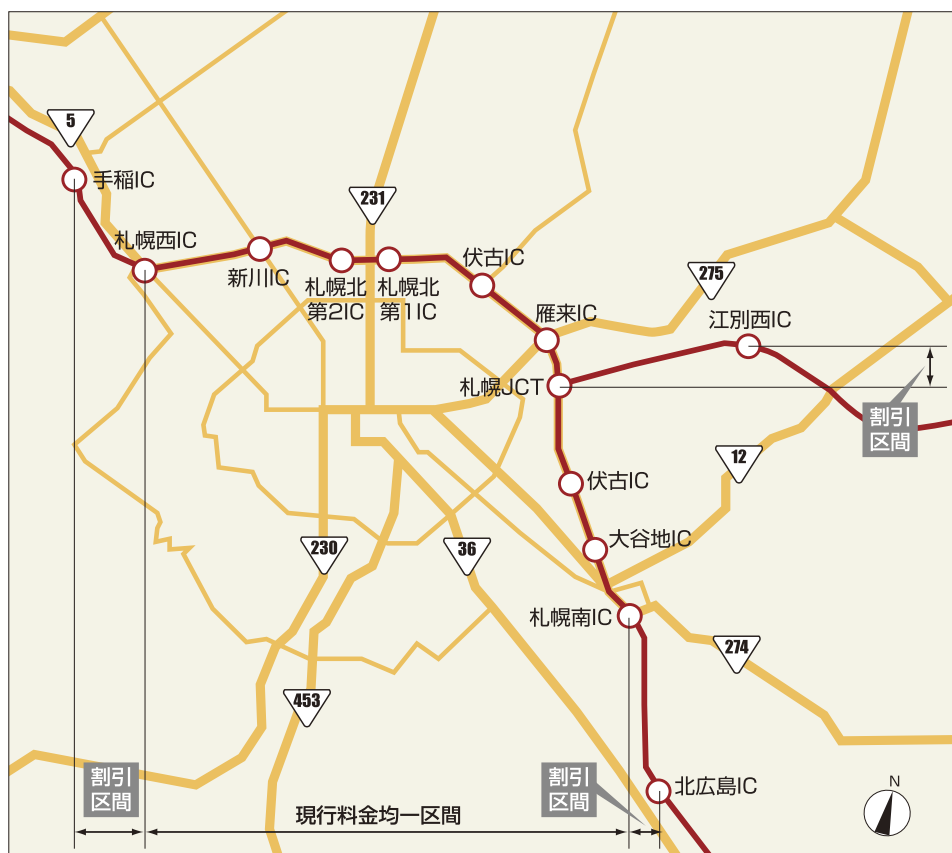 5
手稲IC
231
札幌西IC
新川IC
札幌北
第2IC
札幌北
第1IC
伏古IC
275
雁来IC
江別西IC
札幌JCT
割引
区間
12
伏古IC
大谷地IC
230
36
札幌南IC
274
453
割引
区間
現行料金均一区間
割引
区間
北広島IC
N